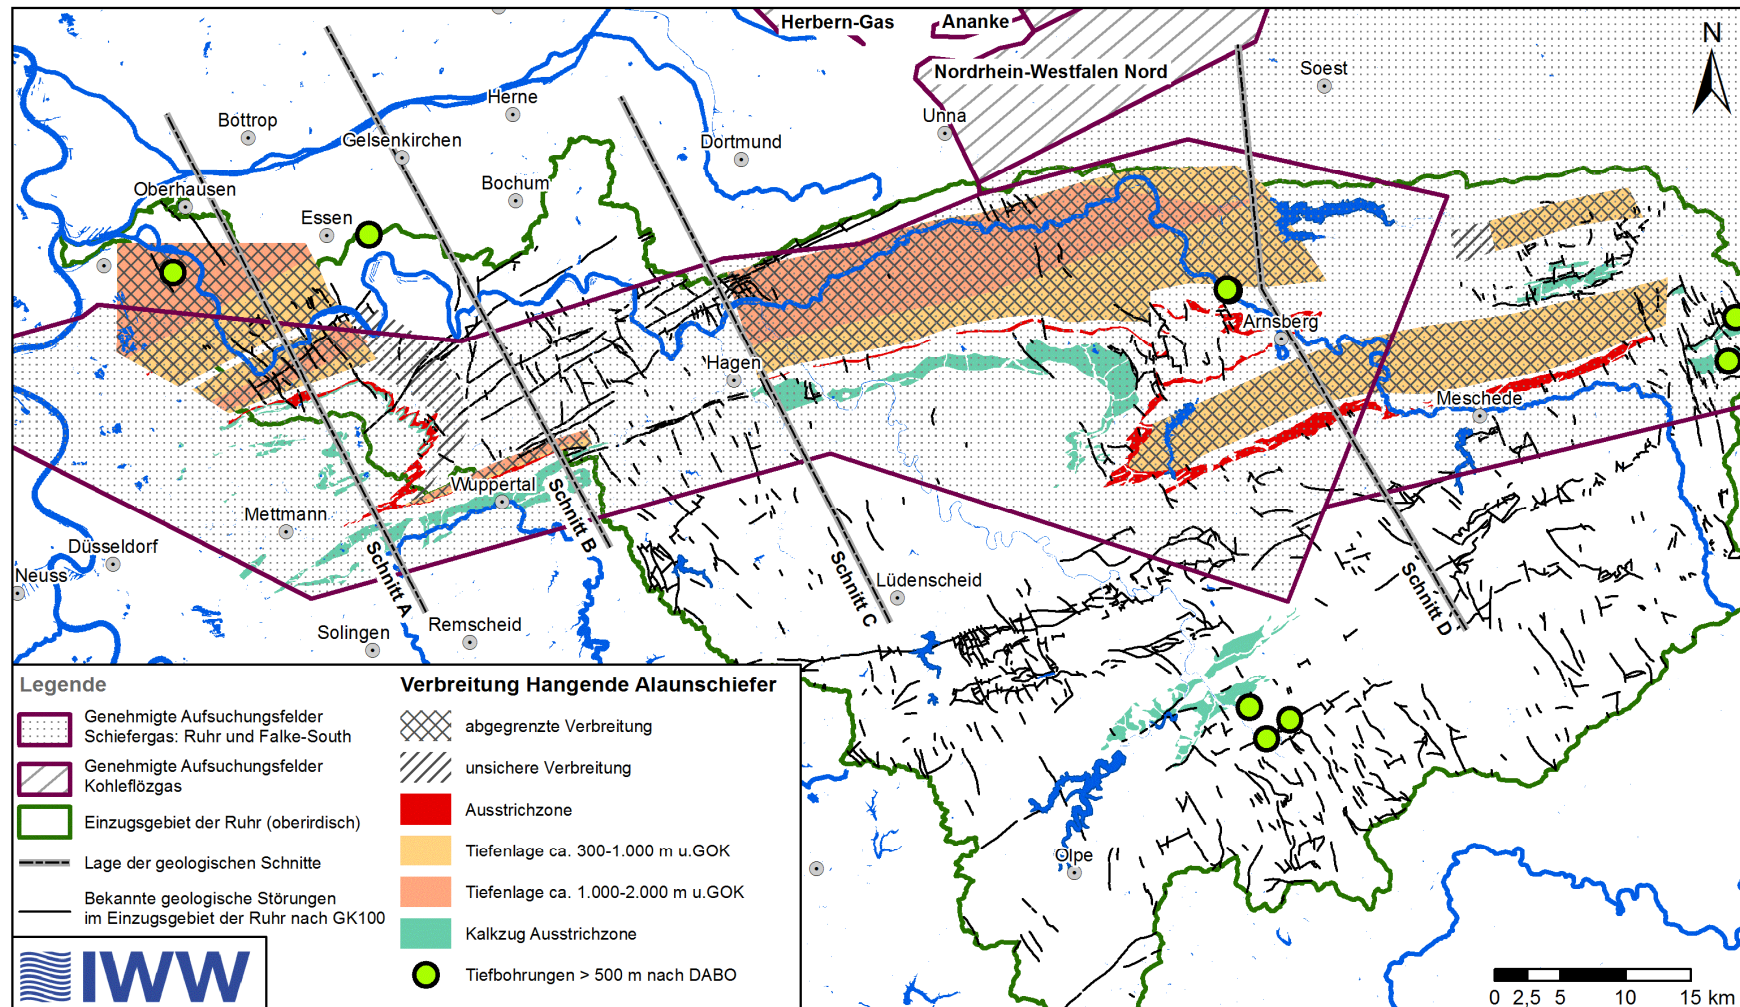 Herbern-Gas
Ananke
N
Nordrhein-Westfalen Nord
Soest
Herne
Bottrop
Unna
Gelsenkirchen
Dortmund
Bochum
Oberhausen
Essen
Arnsberg
Hagen
Meschede
Wuppertal
Schnitt B
Mettmann
Düsseldorf
Schnitt A
Schnitt C
Schnitt D
Neuss
Lüdenscheid
Remscheid
Solingen
Olpe
Legende
Genehmigte Aufsuchungsfelder
Schiefergas: Ruhr und Falke-South
Genehmigte Aufsuchungsfelder
Kohleflözgas
Einzugsgebiet der Ruhr (oberirdisch)
Lage der geologischen Schnitte
Bekannte geologische Störungen
im Einzugsgebiet der Ruhr nach GK100
Verbreitung Hangende Alaunschiefer
abgegrenzte Verbreitung
unsichere Verbreitung
Ausstrichzone
Tiefenlage ca. 300-1.000 m u.GOK
Tiefenlage ca. 1.000-2.000 m u.GOK
Kalkzug Ausstrichzone
Tiefbohrungen > 500 m nach DABO
IWW
0 2,5 5 10 15 km